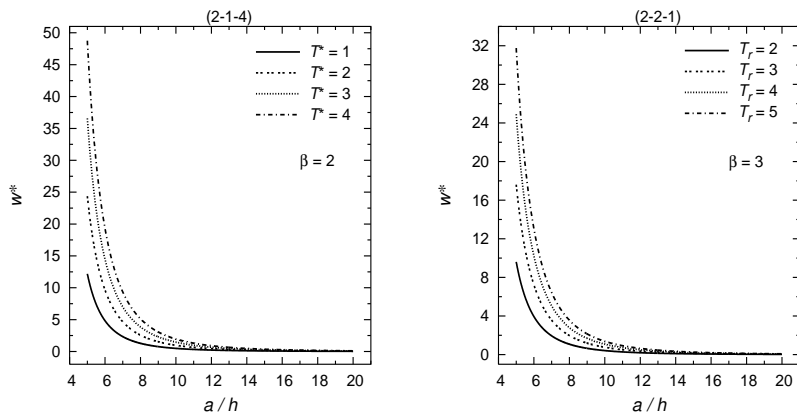 (2-1-4)
50
45
40
35
30
25
20
15
10
5
0
w*
T* = 1
T* = 2
T* = 3
T* = 4
β = 2
4 6 8 10 12 14 16 18 20
a / h
(2-2-1)
32
28
24
20
16
12
8
4
0
w*
Tr = 2
Tr = 3
Tr = 4
Tr = 5
β = 3
4 6 8 10 12 14 16 18 20
a / h